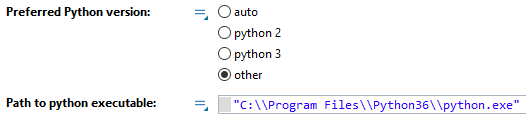 Preferred Python version:
auto
python 2
python 3
other
Path to python executable:
"C:\\Program Files\\Python36\\python.exe"